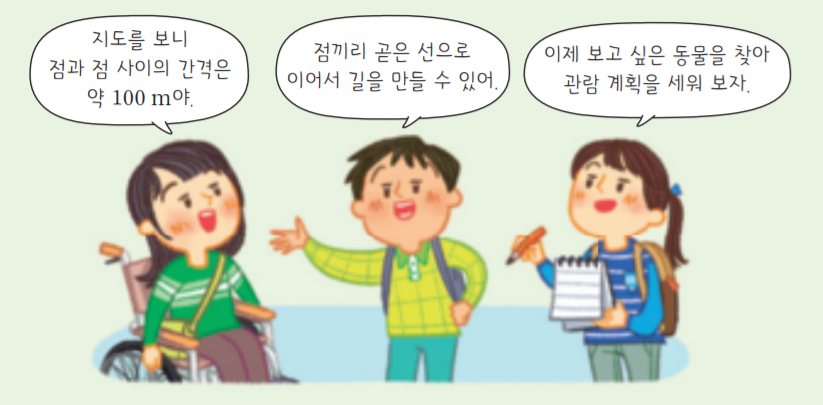 지도를 보니
점과 점 사이의 간격은
약 100 m야.
점끼리 곧은 선으로
이어서 길을 만들 수 있어.
이제 보고 싶은 동물을 찾아
관람 계획을 세워 보자.